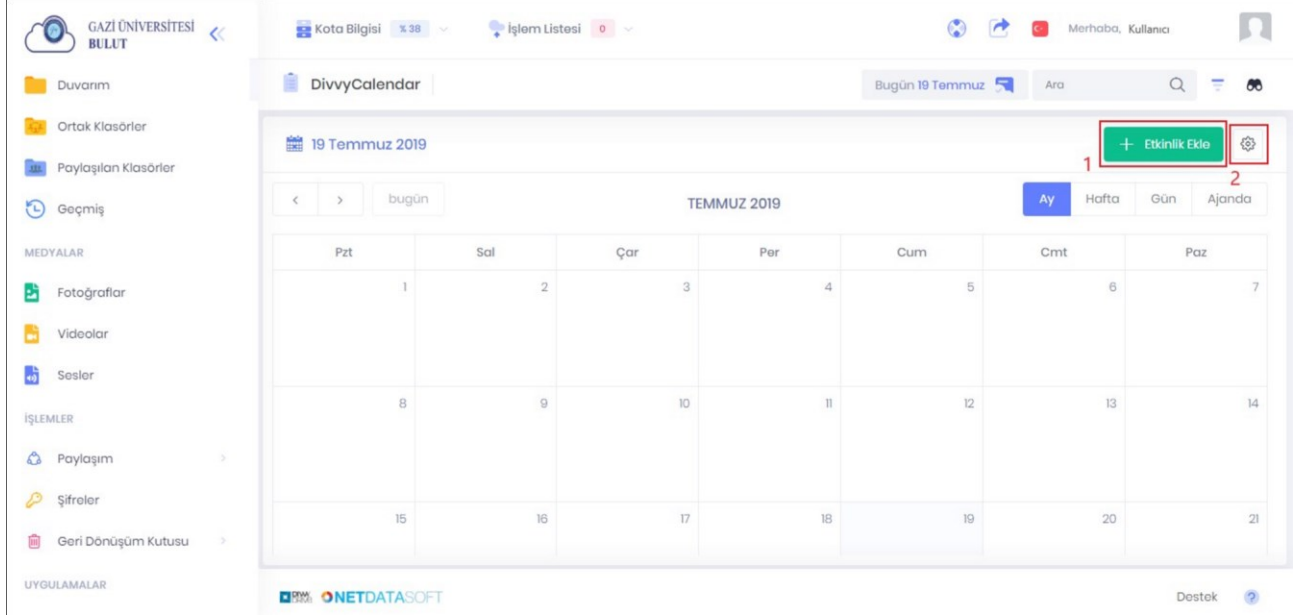 GAZİ ÜNİVERSİTESİ
BULUT
Kota Bilgisi % 38 İşlem Listesi 0 Merhaba, Kullanıcı
Duvarım
DivvyCalendar Bugün 19 Temmuz Ara
Ortak Klasörler
19 Temmuz 2019 1 + Etkinlik Ekle 2
Paylaşılan Klasörler
Geçmiş
< > bugün TEMMUZ 2019 Ay Hafta Gün Ajanda
MEDYALAR
Pzt Sal Çar Per Cum Cmt Paz
Fotoğraflar
1 2 3 4 5 6 7
Videolar
Sesler
8 9 10 11 12 13 14
İŞLEMLER
Paylaşım
Şifreler
15 16 17 18 19 20 21
Geri Dönüşüm Kutusu
UYGULAMALAR
NETDATASOFT Destek ?